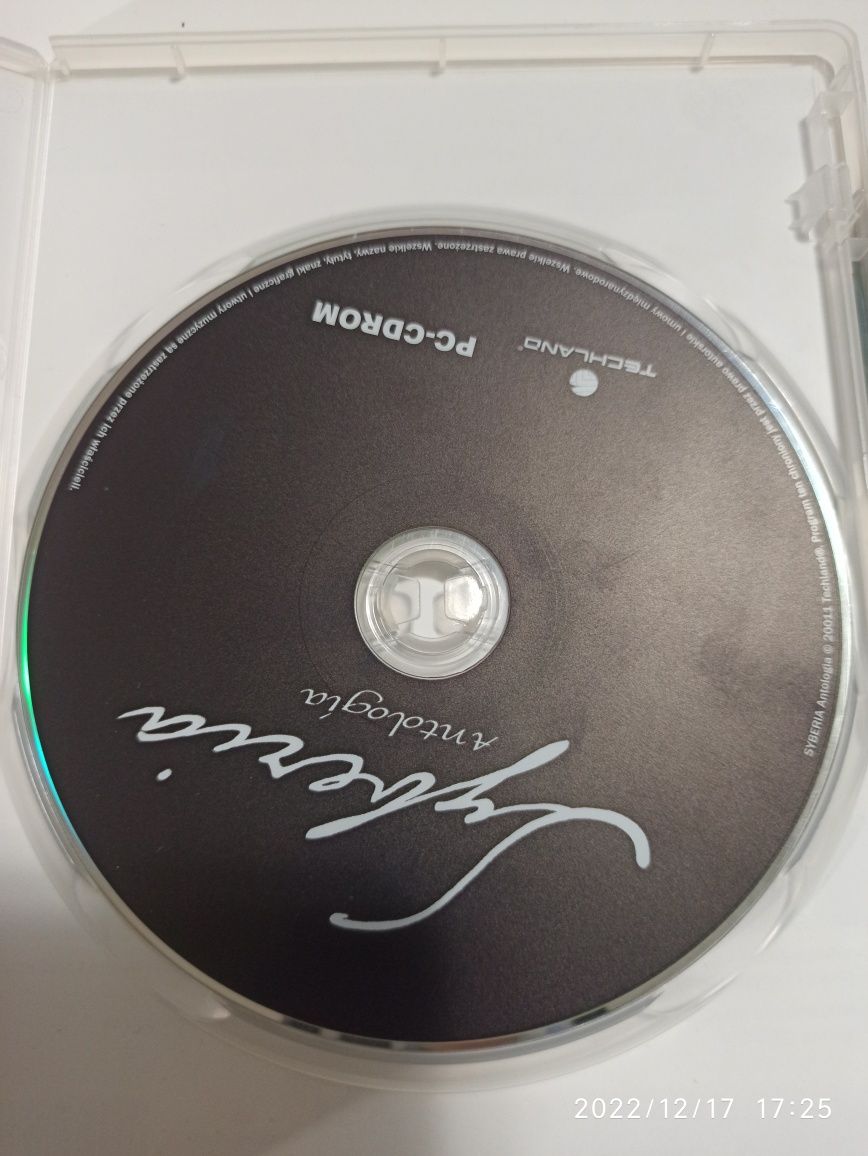 Syberia
Antologia
TECHLAND®
PC-CDROM
SYBERIA Antologia © 20011 Techland®. Program ten chroniony jest przez prawo autorskie i umowy międzynarodowe. Wszelkie prawa zastrzeżone. Wszelkie nazwy, tytuły, znaki graficzne i utwory muzyczne są zastrzeżone przez ich właścicieli.
2022/12/17 17:25